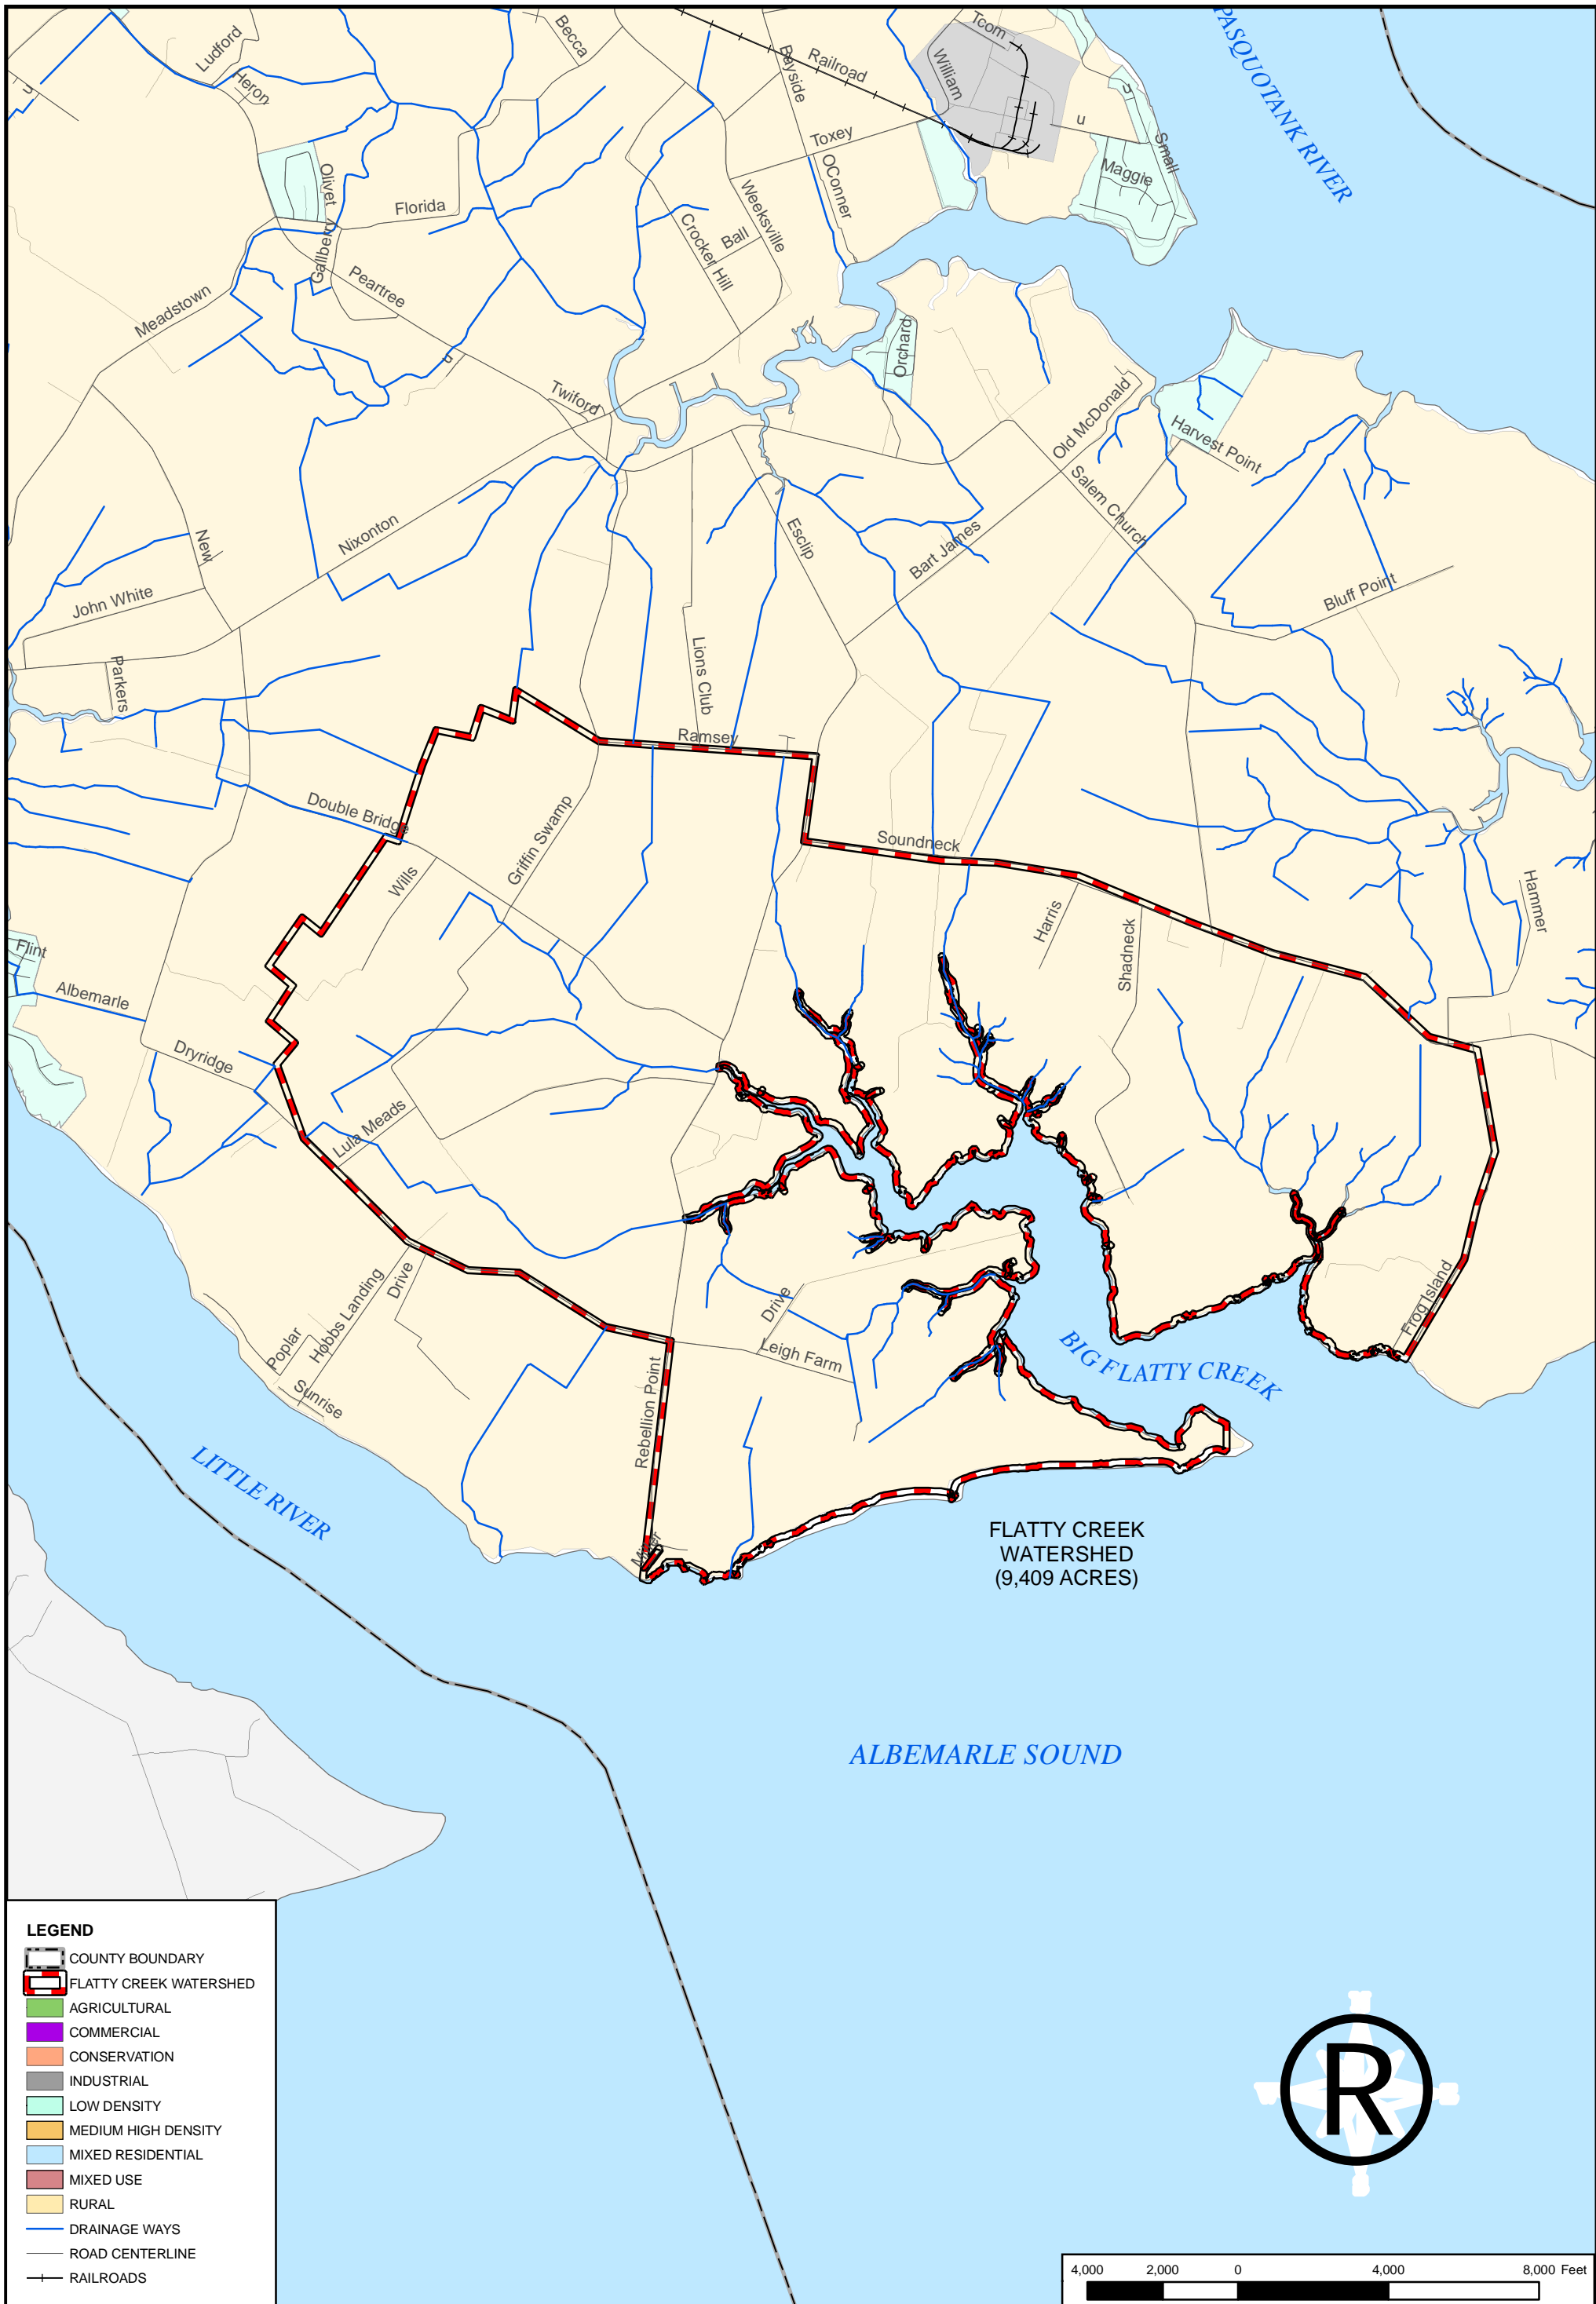 PASQUOTANK RIVER
Tcom
Becca
Ludford
Railroad
Bayside
William
Heron
u
u
u
Toxey
Small
Maggie
OConner
Olivet
Florida
Weeksville
Ball
Crocker Hill
Gallberry
Peartree
Meadstown
Orchard
u
Twiford
Old McDonald
Harvest Point
Salem Church
Nixonton
New
Esclip
Bart James
Bluff Point
John White
Parkers
Lions Club
Ramsey
Double Bridge
Griffin Swamp
Soundneck
Wills
Harris
Shadneck
Hammer
Flint
Albemarle
Dryridge
Lula Meads
Hobbs Landing
Drive
Poplar
Sunrise
Drive
Leigh Farm
Rebellion Point
Frog Island
BIG FLATTY CREEK
LITTLE RIVER
FLATTY CREEK
WATERSHED
(9,409 ACRES)
ALBEMARLE SOUND
LEGEND
COUNTY BOUNDARY
FLATTY CREEK WATERSHED
AGRICULTURAL
COMMERCIAL
CONSERVATION
INDUSTRIAL
LOW DENSITY
MEDIUM HIGH DENSITY
MIXED RESIDENTIAL
MIXED USE
RURAL
DRAINAGE WAYS
ROAD CENTERLINE
RAILROADS
R
4,000 2,000 0 4,000 8,000 Feet